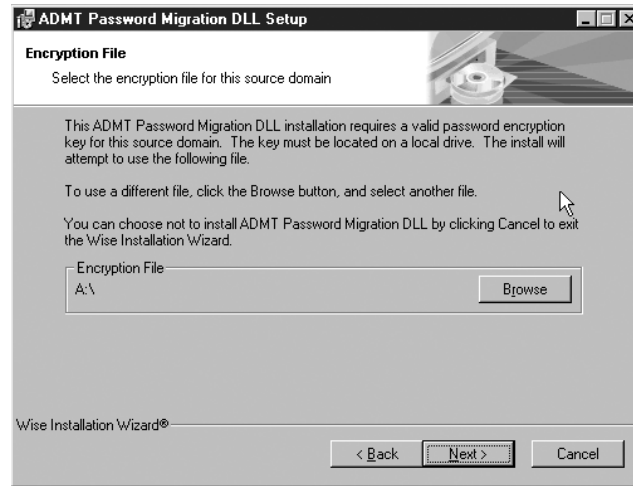 ADMT Password Migration DLL Setup
Encryption File
Select the encryption file for this source domain
This ADMT Password Migration DLL installation requires a valid password encryption
key for this source domain. The key must be located on a local drive. The install will
attempt to use the following file.
To use a different file, click the Browse button, and select another file.
You can choose not to install ADMT Password Migration DLL by clicking Cancel to exit
the Wise Installation Wizard.
Encryption File
A:\
Browse
Wise Installation Wizard®
< Back
Next >
Cancel